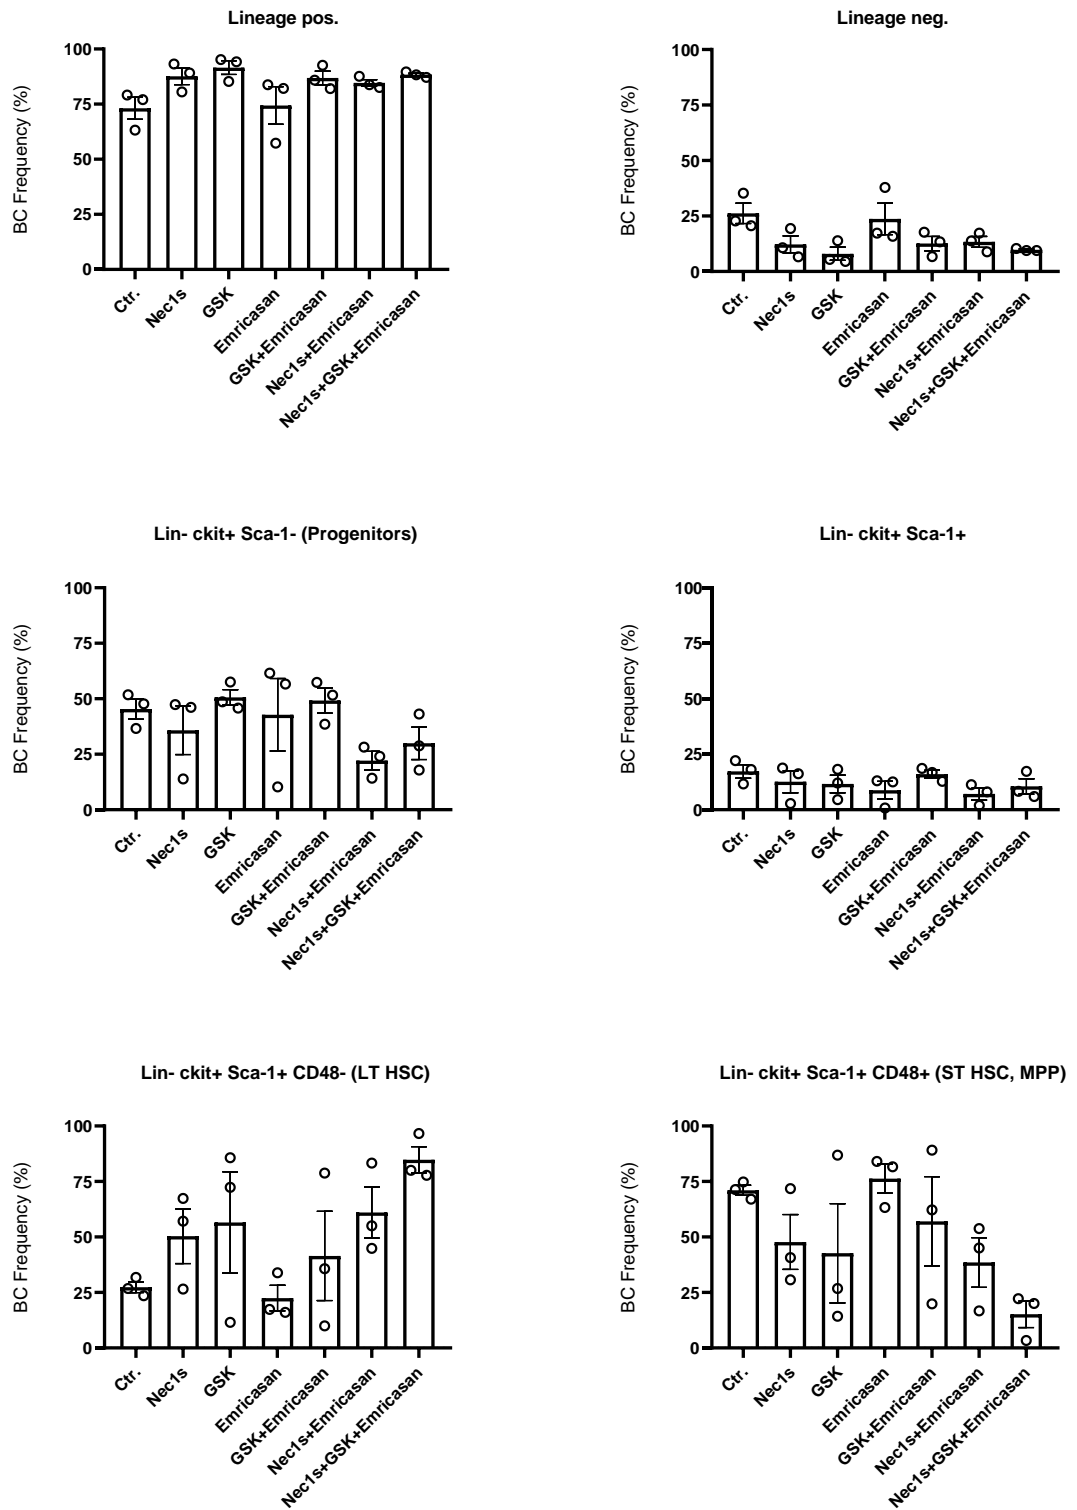 Lineage pos.
BC Frequency (%)
100
75
50
25
0
Ctr.
Nec1s
GSK
Emricasan
GSK+Emricasan
Nec1s+Emricasan
Nec1s+GSK+Emricasan
Lineage neg.
BC Frequency (%)
100
75
50
25
0
Ctr.
Nec1s
GSK
Emricasan
GSK+Emricasan
Nec1s+Emricasan
Nec1s+GSK+Emricasan
Lin- ckit+ Sca-1- (Progenitors)
BC Frequency (%)
100
75
50
25
0
Ctr.
Nec1s
GSK
Emricasan
GSK+Emricasan
Nec1s+Emricasan
Nec1s+GSK+Emricasan
Lin- ckit+ Sca-1+
BC Frequency (%)
100
75
50
25
0
Ctr.
Nec1s
GSK
Emricasan
GSK+Emricasan
Nec1s+Emricasan
Nec1s+GSK+Emricasan
Lin- ckit+ Sca-1+ CD48- (LT HSC)
BC Frequency (%)
100
75
50
25
0
Ctr.
Nec1s
GSK
Emricasan
GSK+Emricasan
Nec1s+Emricasan
Nec1s+GSK+Emricasan
Lin- ckit+ Sca-1+ CD48+ (ST HSC, MPP)
BC Frequency (%)
100
75
50
25
0
Ctr.
Nec1s
GSK
Emricasan
GSK+Emricasan
Nec1s+Emricasan
Nec1s+GSK+Emricasan